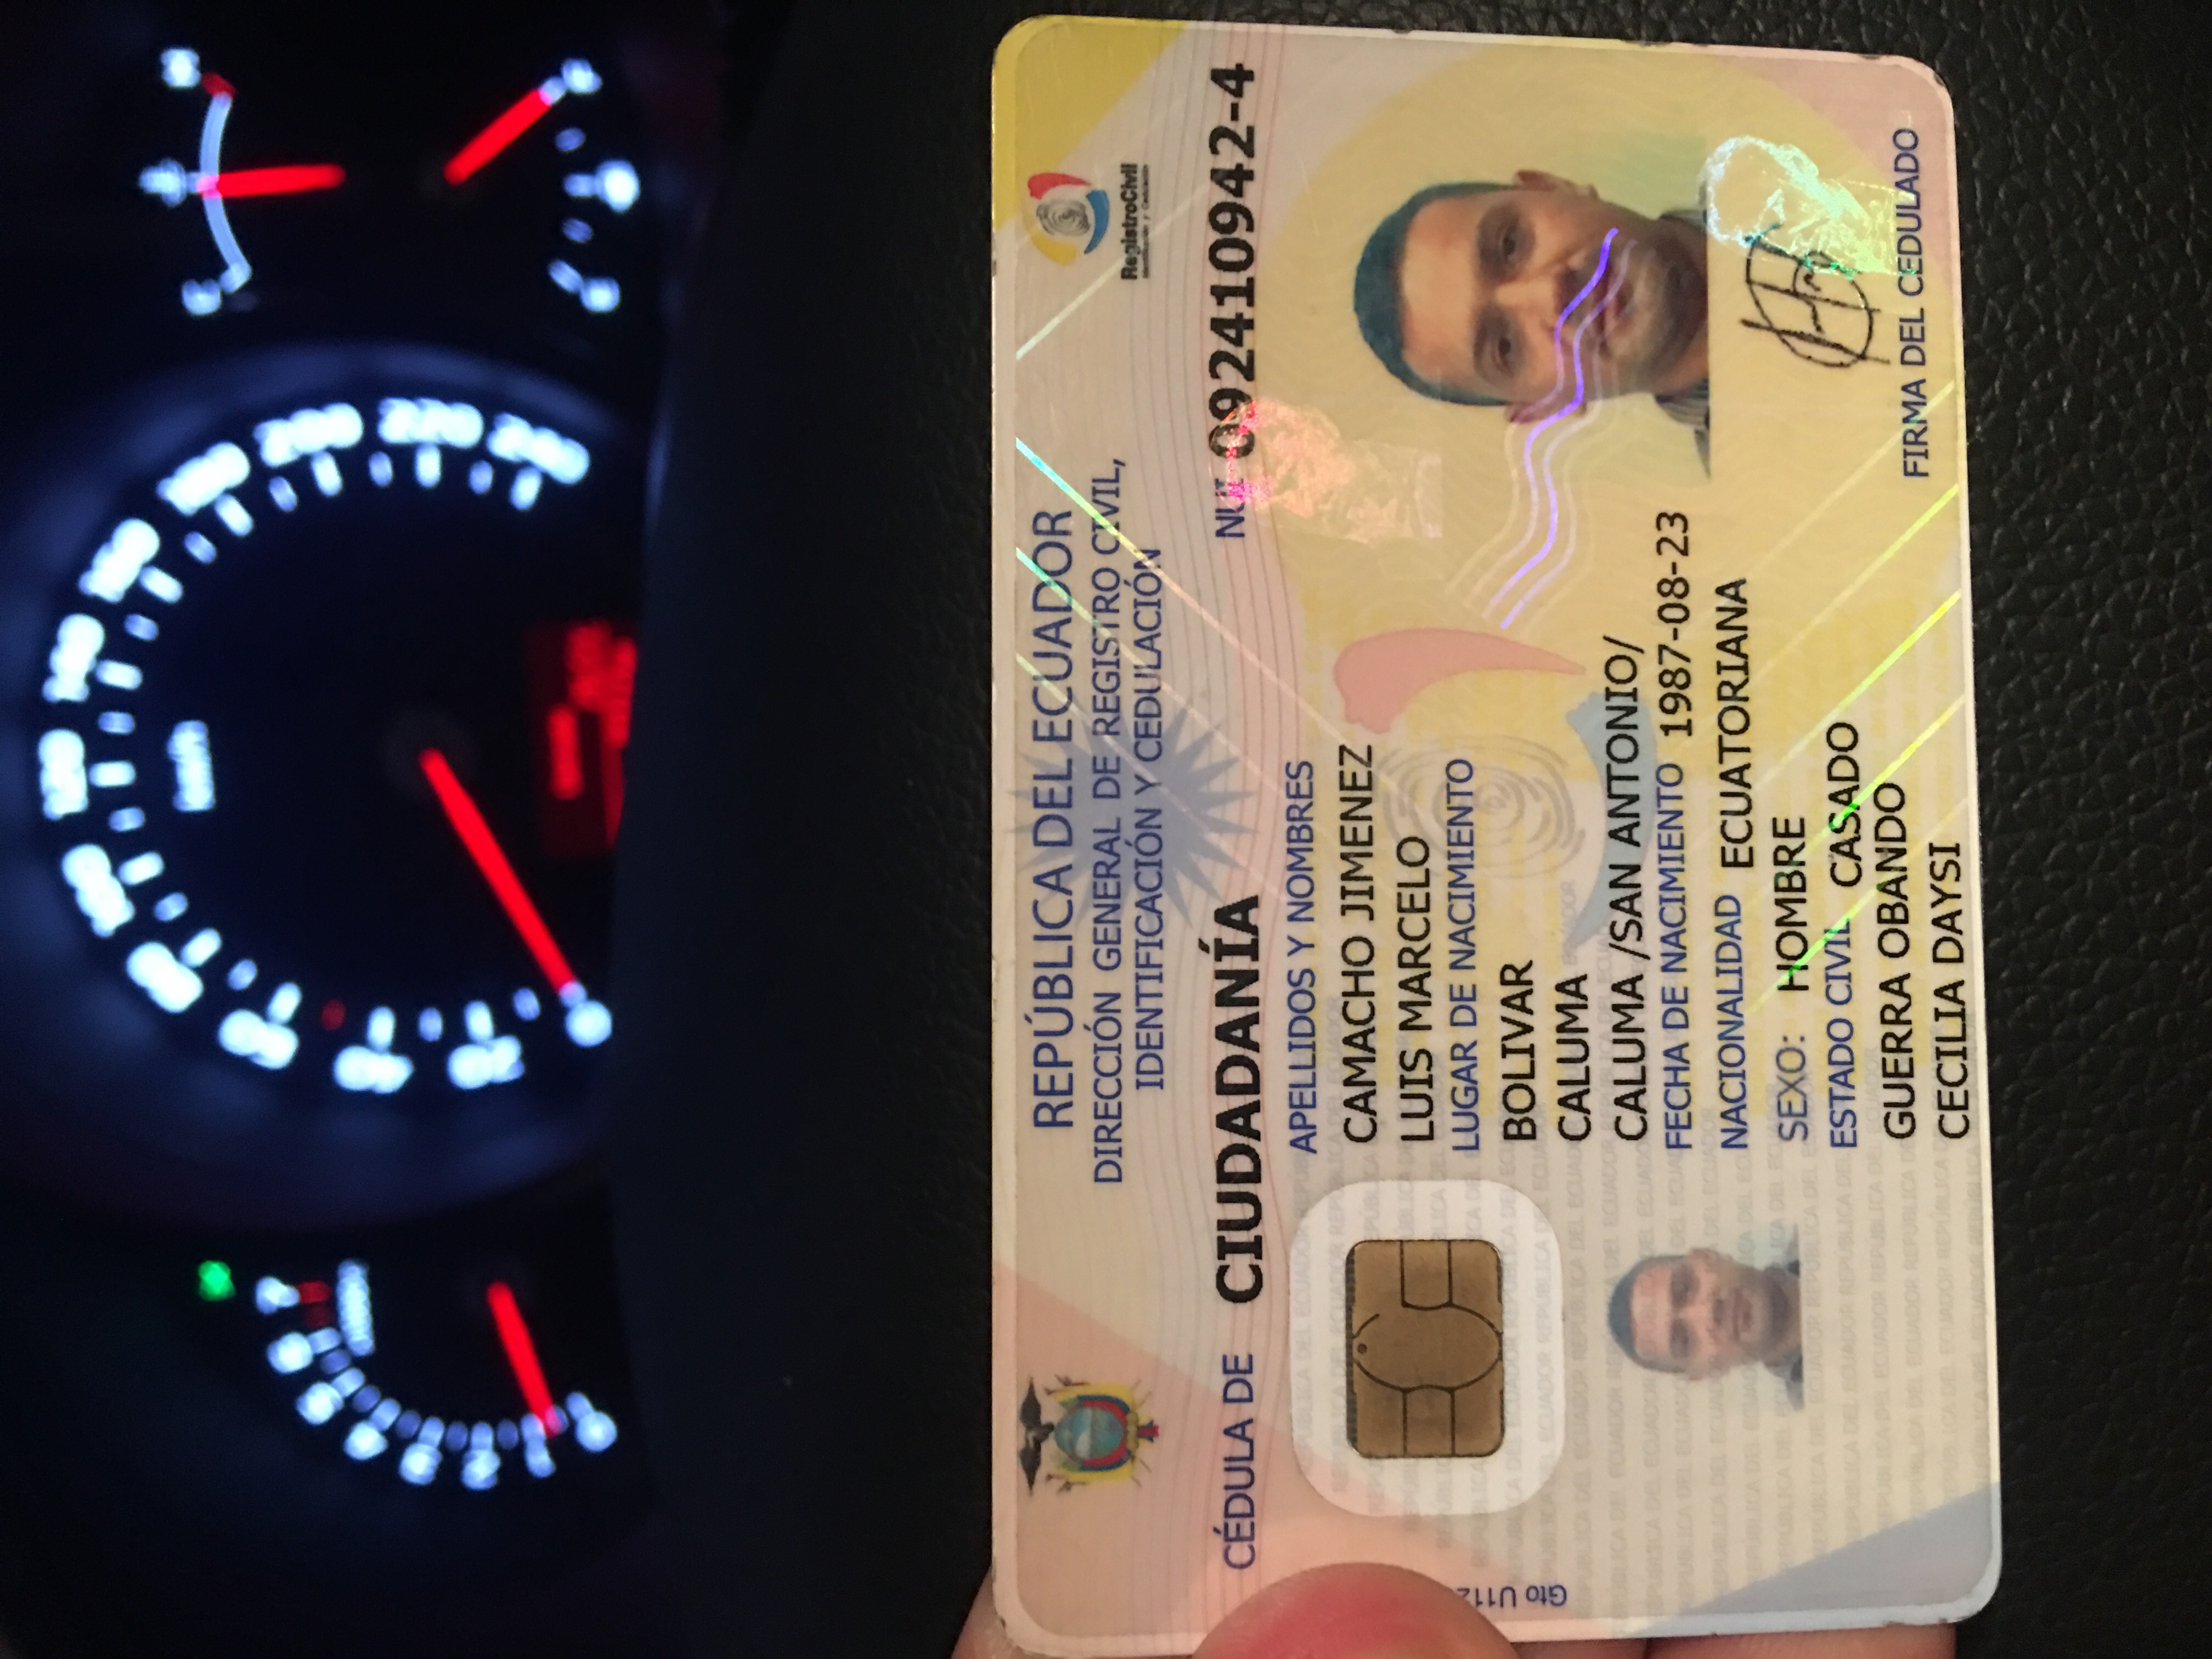 REPÚBLICA DEL ECUADOR
DIRECCIÓN GENERAL DE REGISTRO CIVIL,
IDENTIFICACIÓN Y CEDULACIÓN
RegistroCivil
Identificación y Cedulación
CÉDULA DE CIUDADANÍA
NUI 092410942-4
APELLIDOS Y NOMBRES
CAMACHO JIMENEZ
LUIS MARCELO
LUGAR DE NACIMIENTO
BOLIVAR
CALUMA
CALUMA /SAN ANTONIO/
FECHA DE NACIMIENTO 1987-08-23
NACIONALIDAD ECUATORIANA
SEXO: HOMBRE
ESTADO CIVIL CASADO
GUERRA OBANDO
CECILIA DAYSI
FIRMA DEL CEDULADO